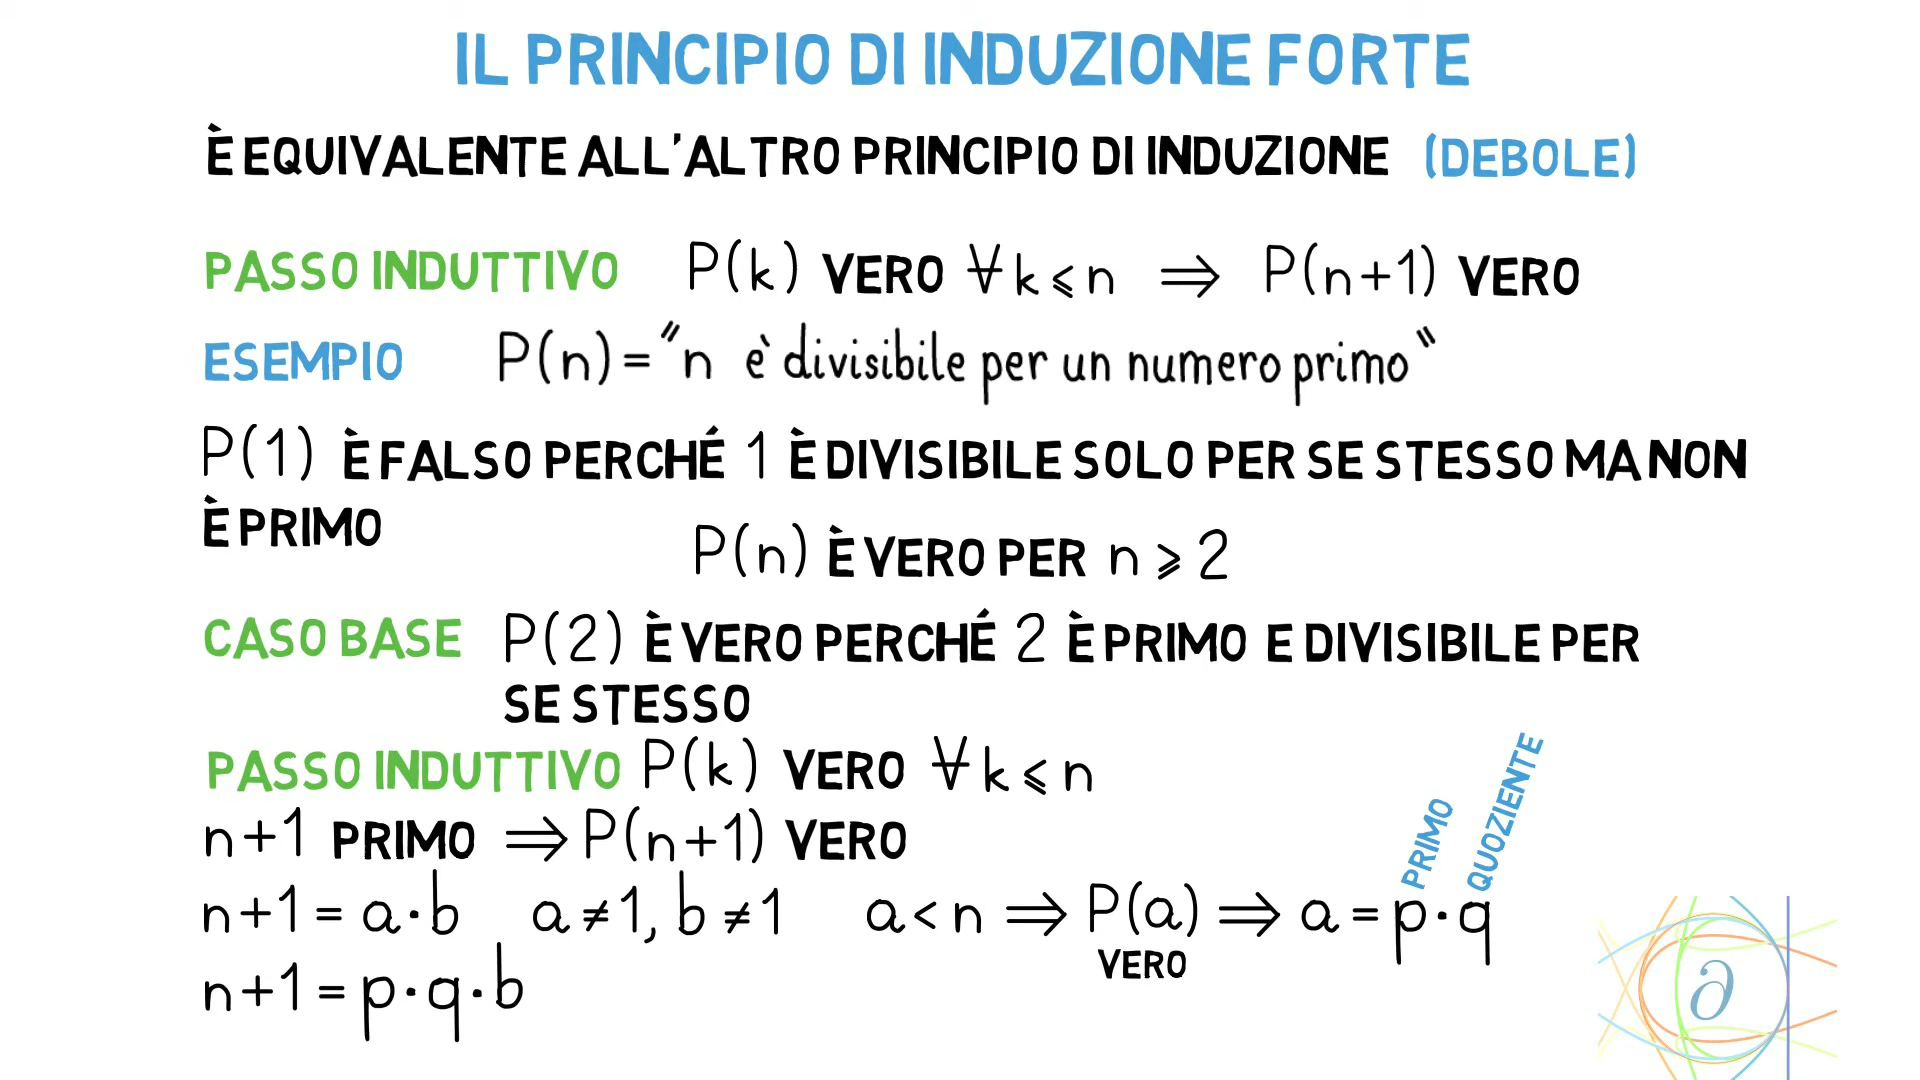 IL PRINCIPIO DI INDUZIONE FORTE
È EQUIVALENTE ALL'ALTRO PRINCIPIO DI INDUZIONE (DEBOLE)
PASSO INDUTTIVO P(k) VERO ∀k⩽n ⇒ P(n+1) VERO
ESEMPIO P(n)="n è divisibile per un numero primo"
P(1) È FALSO PERCHÉ 1 È DIVISIBILE SOLO PER SE STESSO MA NON
È PRIMO
P(n) È VERO PER n⩾2
CASO BASE P(2) È VERO PERCHÉ 2 È PRIMO E DIVISIBILE PER
SE STESSO
PASSO INDUTTIVO P(k) VERO ∀k⩽n
n+1 PRIMO ⇒ P(n+1) VERO
PRIMO
QUOZIENTE
n+1=a·b a≠1, b≠1 a<n ⇒ P(a) ⇒ a=p·q
VERO
n+1=p·q·b
∂